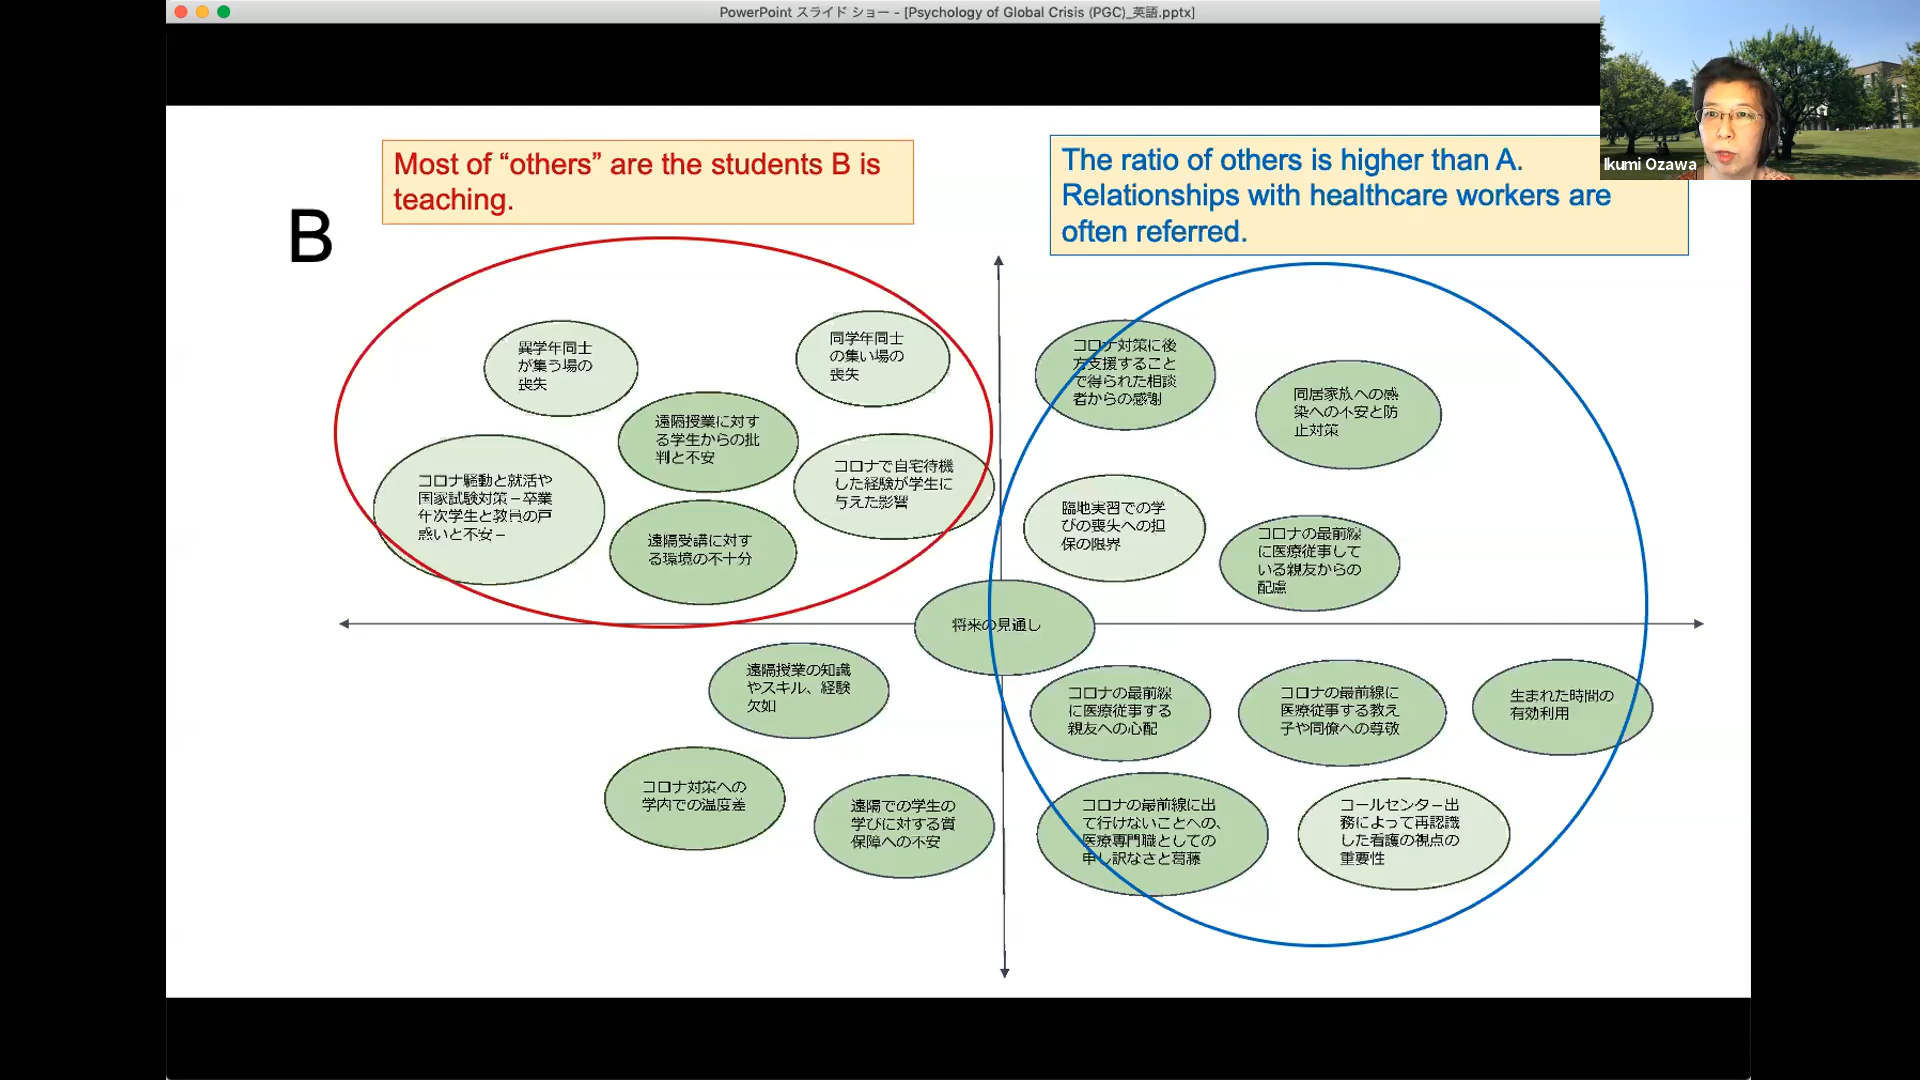 PowerPoint スライド ショー - [Psychology of Global Crisis (PGC)_英語.pptx]
Ikumi Ozawa
Most of “others” are the students B is
teaching.
The ratio of others is higher than A.
Relationships with healthcare workers are
often referred.
B
異学年同士
が集う場の
喪失
同学年同士
の集い場の
喪失
遠隔授業に対す
る学生からの批
判と不安
コロナ騒動と就活や
国家試験対策－卒業
年次学生と教員の戸
惑いと不安－
コロナで自宅待機
した経験が学生に
与えた影響
遠隔受講に対す
る環境の不十分
コロナ対策に後
方支援すること
で得られた相談
者からの感謝
同居家族への感
染への不安と防
止対策
臨地実習での学
びの喪失への担
保の限界
コロナの最前線
に医療従事して
いる親友からの
配慮
将来の見通し
遠隔授業の知識
やスキル、経験
欠如
コロナ対策への
学内での温度差
遠隔での学生の
学びに対する質
保障への不安
コロナの最前線
に医療従事する
親友への心配
コロナの最前線に
医療従事する教え
子や同僚への尊敬
生まれた時間の
有効利用
コロナの最前線に出
て行けないことへの、
医療専門職としての
申し訳なさと葛藤
コールセンター出
務によって再認識
した看護の視点の
重要性